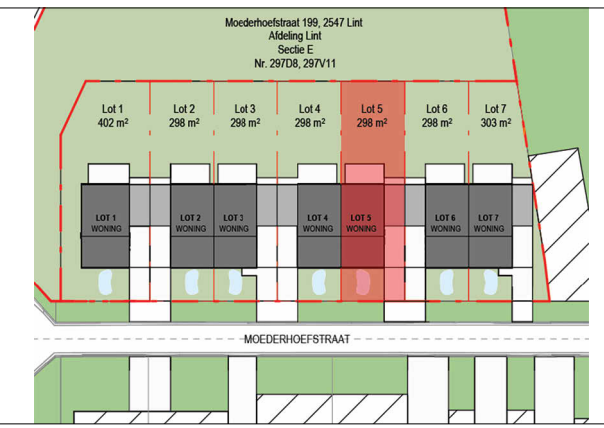 Moederhoefstraat 199, 2547 Lint
Afdeling Lint
Sectie E
Nr. 297D8, 297V11
Lot 1
402 m²
Lot 2
298 m²
Lot 3
298 m²
Lot 4
298 m²
Lot 5
298 m²
Lot 6
298 m²
Lot 7
303 m²
LOT 1
WONING
LOT 2
WONING
LOT 3
WONING
LOT 4
WONING
LOT 5
WONING
LOT 6
WONING
LOT 7
WONING
MOEDERHOEFSTRAAT